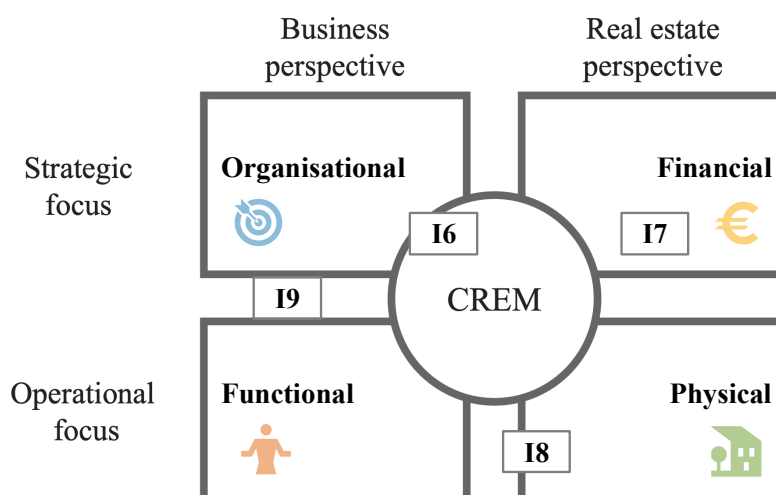 Business
perspective
Real estate
perspective
Strategic
focus
Organisational
Financial
I6
I7
CREM
I9
Operational
focus
Functional
Physical
I8